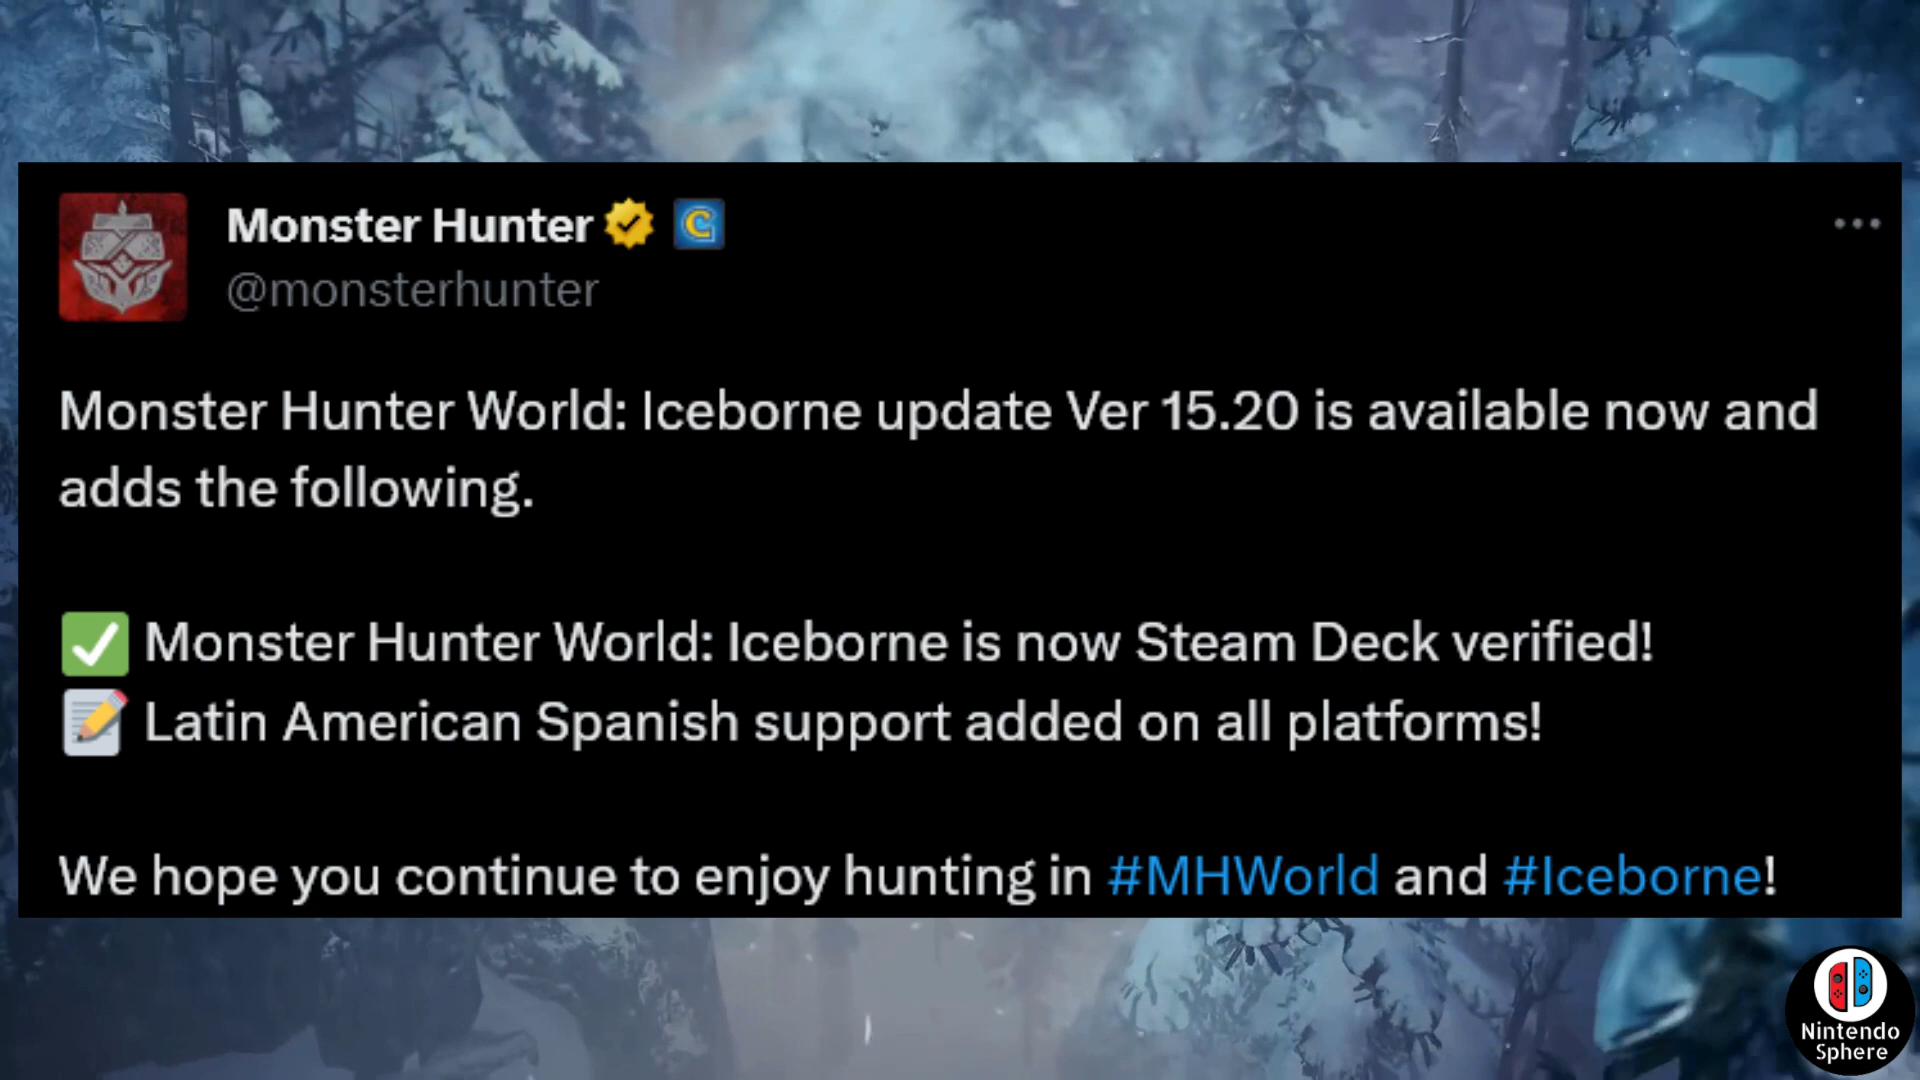 Monster Hunter
@monsterhunter
Monster Hunter World: Iceborne update Ver 15.20 is available now and
adds the following.
✅ Monster Hunter World: Iceborne is now Steam Deck verified!
📝 Latin American Spanish support added on all platforms!
We hope you continue to enjoy hunting in #MHWorld and #Iceborne!
Nintendo
Sphere